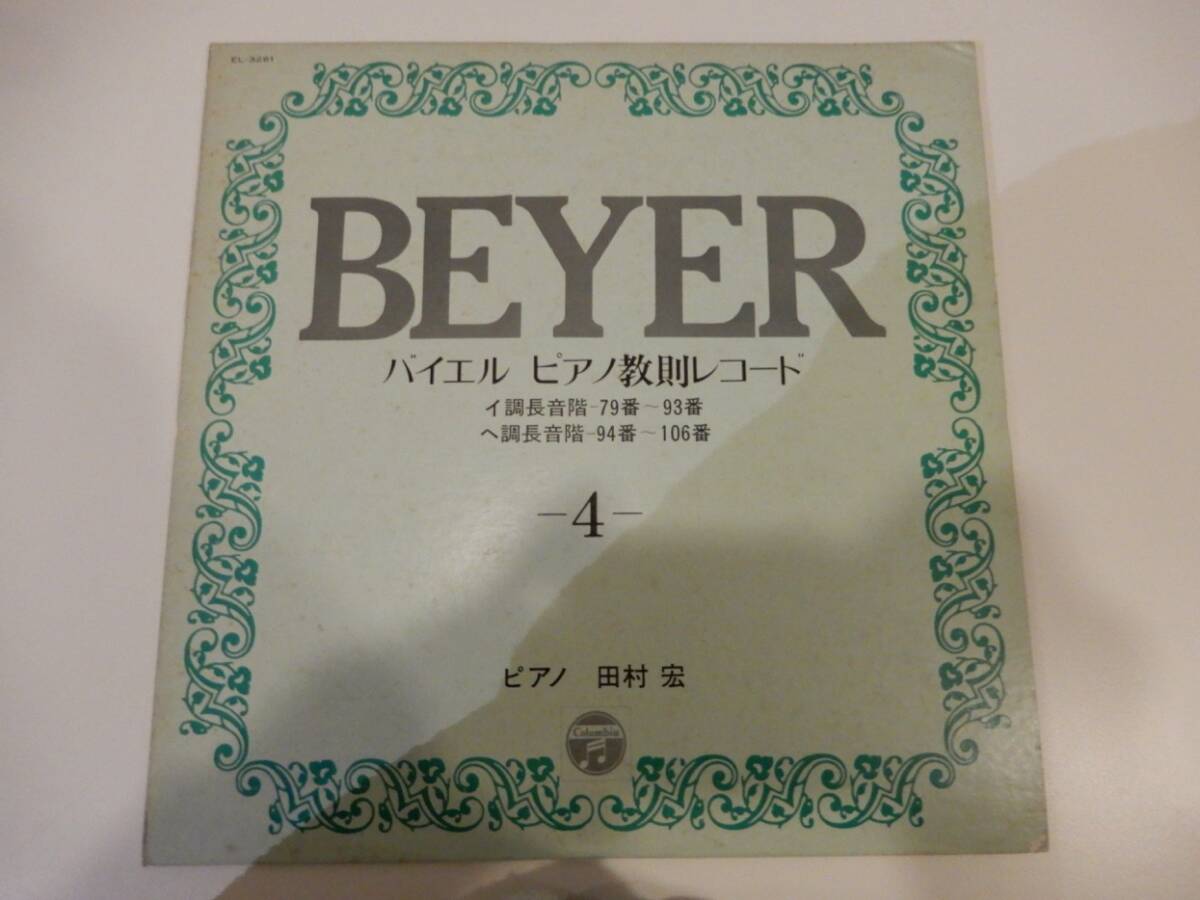 EL-3281
BEYER
バイエル ピアノ教則レコード
イ調長音階-79番～93番
ヘ調長音階-94番～106番
-4-
ピアノ 田村 宏
Columbia